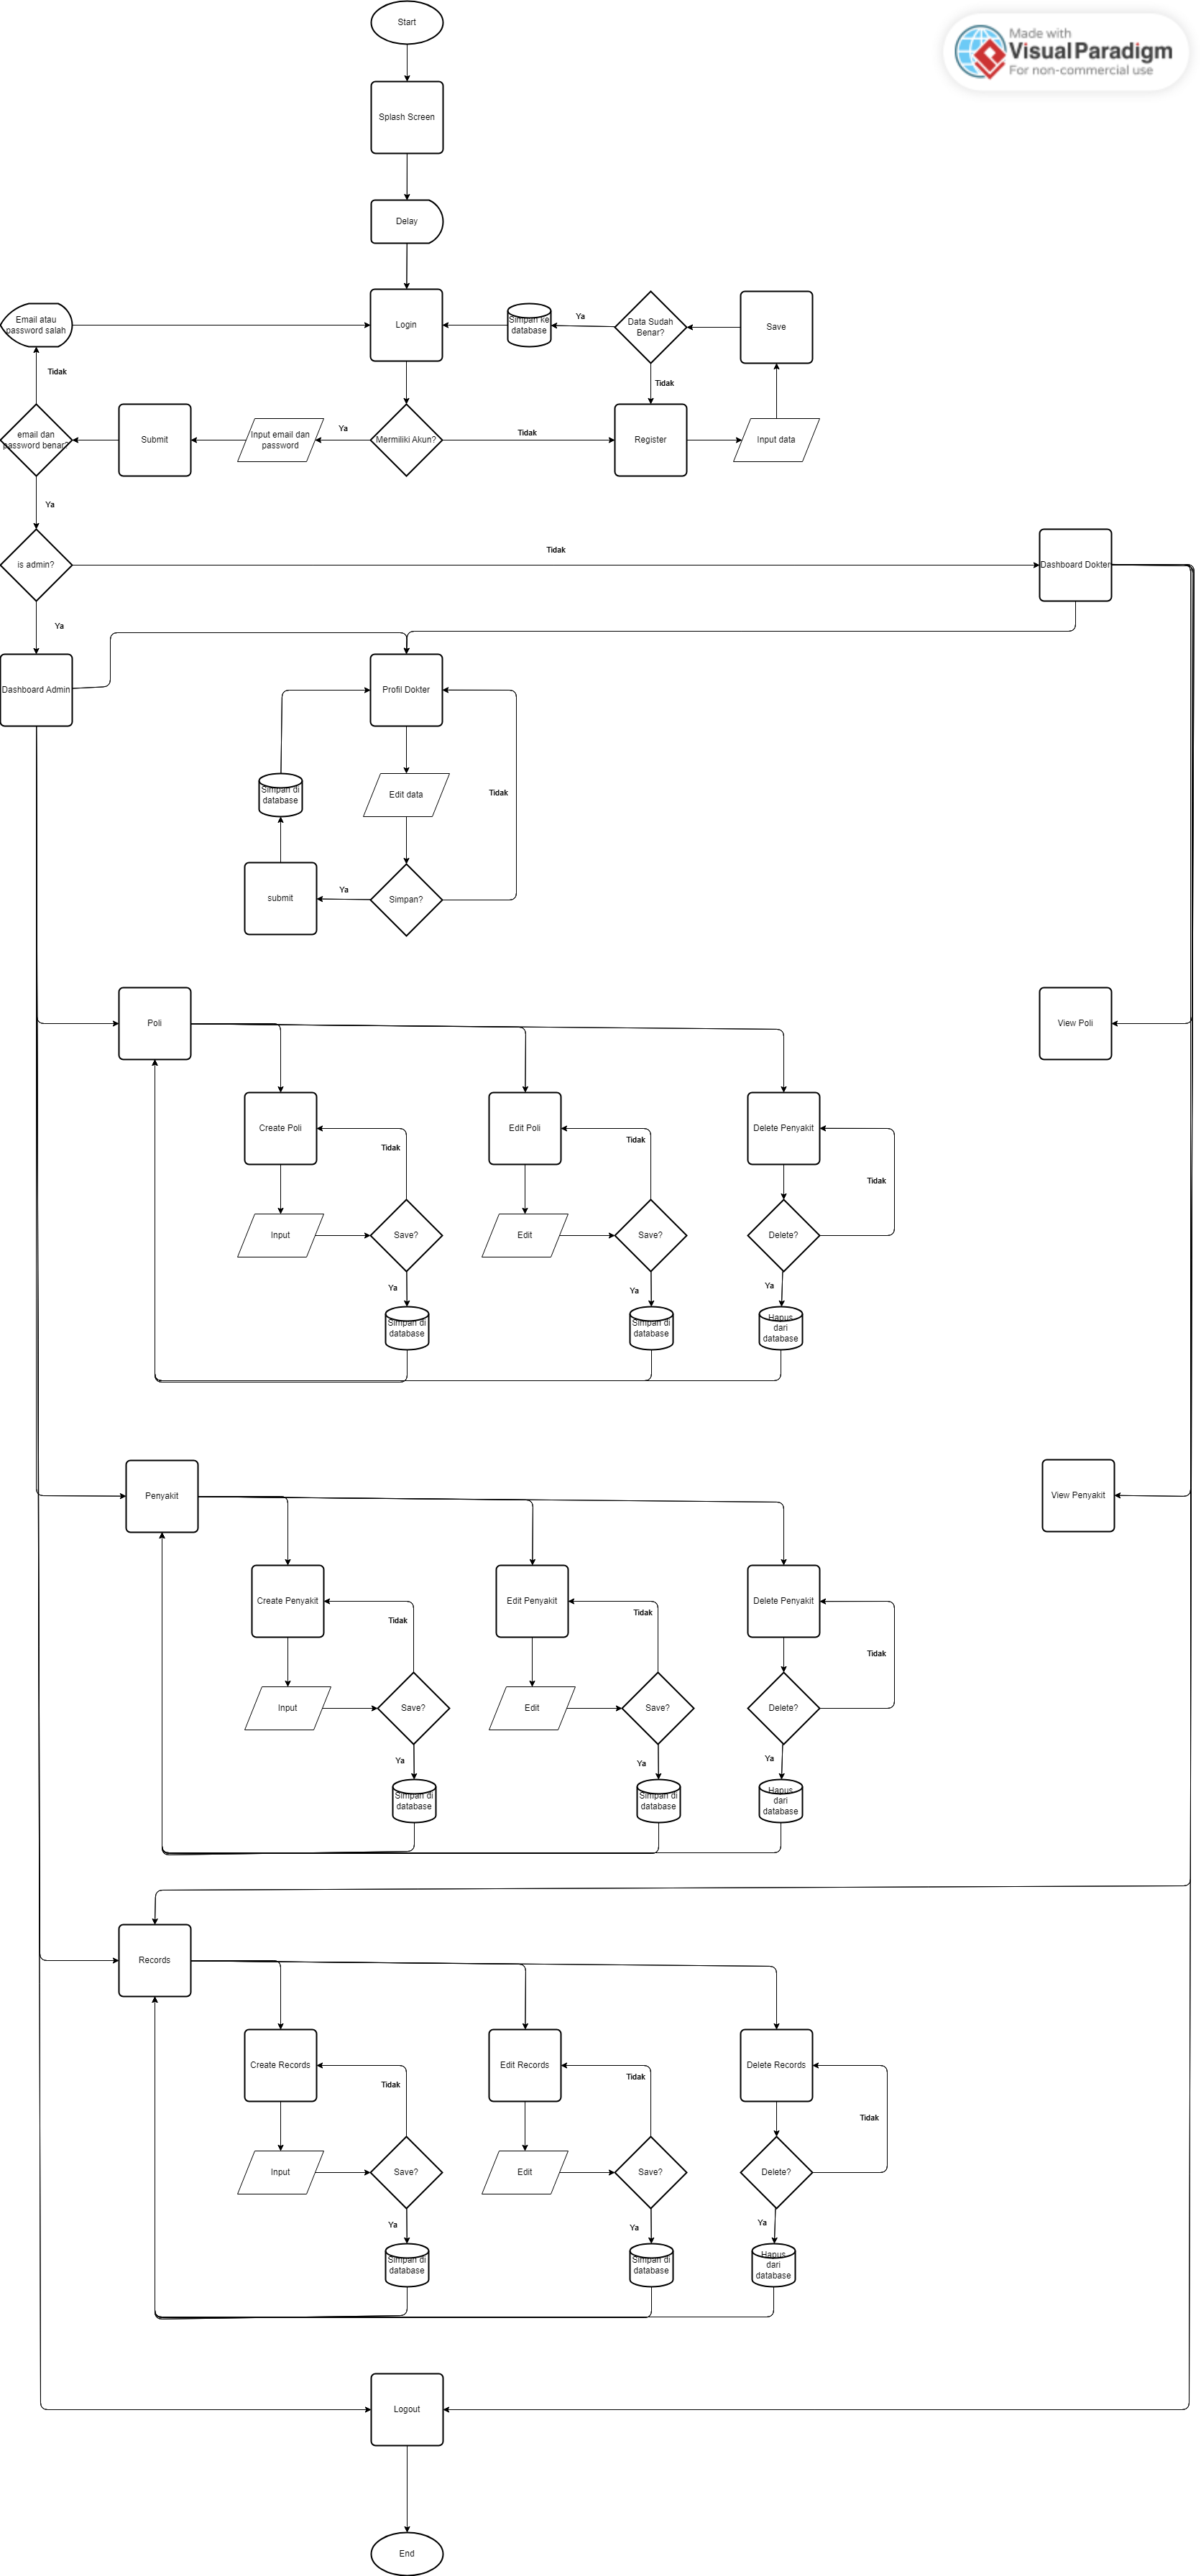 Start
Made with
Visual Paradigm
For non-commercial use
Splash Screen
Delay
Email atau
password salah
Login
Simpan ke
database
Ya
Data Sudah
Benar?
Save
Tidak
Tidak
email dan
password benar?
Submit
Input email dan
password
Ya
Mermiliki Akun?
Tidak
Register
Input data
Ya
is admin?
Tidak
Dashboard Dokter
Ya
Dashboard Admin
Profil Dokter
Simpan di
database
Edit data
Tidak
submit
Ya
Simpan?
Poli
View Poli
Create Poli
Tidak
Edit Poli
Tidak
Delete Penyakit
Tidak
Input
Save?
Edit
Save?
Delete?
Ya
Ya
Ya
Simpan di
database
Simpan di
database
Hapus
dari
database
Penyakit
View Penyakit
Create Penyakit
Tidak
Edit Penyakit
Tidak
Delete Penyakit
Tidak
Input
Save?
Edit
Save?
Delete?
Ya
Ya
Ya
Simpan di
database
Simpan di
database
Hapus
dari
database
Records
Create Records
Tidak
Edit Records
Tidak
Delete Records
Tidak
Input
Save?
Edit
Save?
Delete?
Ya
Ya
Ya
Simpan di
database
Simpan di
database
Hapus
dari
database
Logout
End